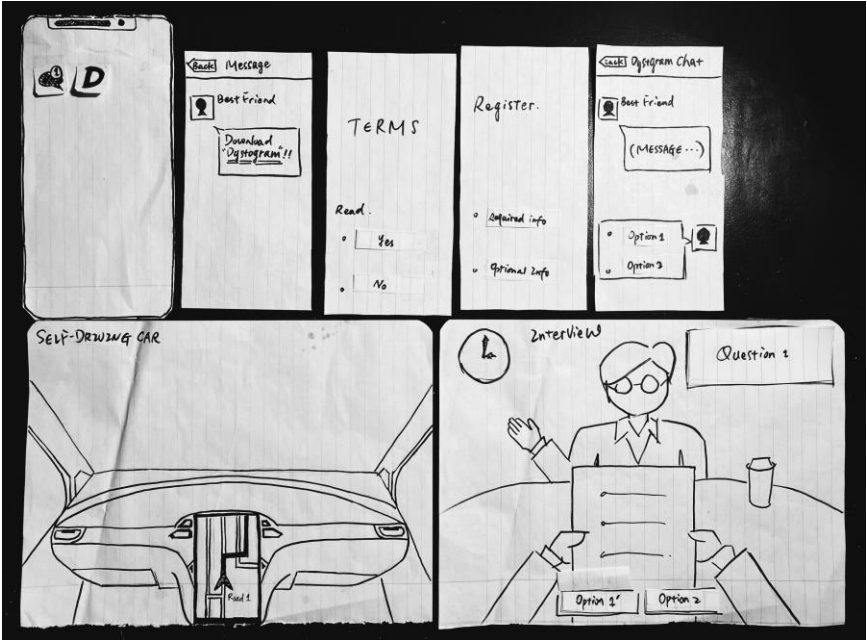 1
D
Back Message
Best Friend
Download
"Dystogram"!!
TERMS
Read.
Yes
No
Register.
Required info
Optional Info
Back Dystogram Chat
Best Friend
(MESSAGE...)
Option 1
Option 2
SELF-DRIVING CAR
Road 1
Interview
Question 1
Option 1
Option 2